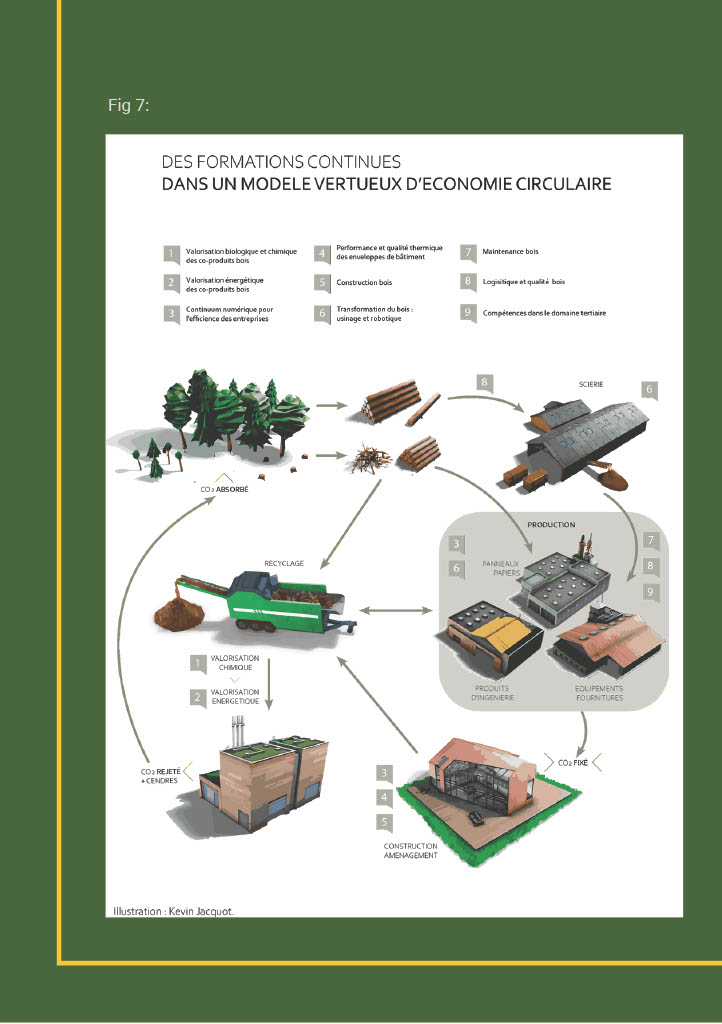 Fig 7:
DES FORMATIONS CONTINUES
DANS UN MODELE VERTUEUX D'ECONOMIE CIRCULAIRE
1
Valorisation biologique et chimique
des co-produits bois
2
Valorisation énergétique
des co-produits bois
3
Continuum numérique pour
l'efficience des entreprises
4
Performance et qualité thermique
des enveloppes de bâtiment
5
Construction bois
6
Transformation du bois :
usinage et robotique
7
Maintenance bois
8
Logisitique et qualité bois
9
Compétences dans le domaine tertiaire
8
SCIERIE
6
CO2 ABSORBÉ
PRODUCTION
3
6
7
8
9
PANNEAUX
PAPIERS
RECYCLAGE
PRODUITS
D'INGENIERIE
EQUIPEMENTS
FOURNITURES
1
VALORISATION
CHIMIQUE
2
VALORISATION
ENERGETIQUE
CO2 REJETÉ
+ CENDRES
CO2 FIXÉ
3
4
5
CONSTRUCTION
AMENAGEMENT
Illustration : Kevin Jacquot.